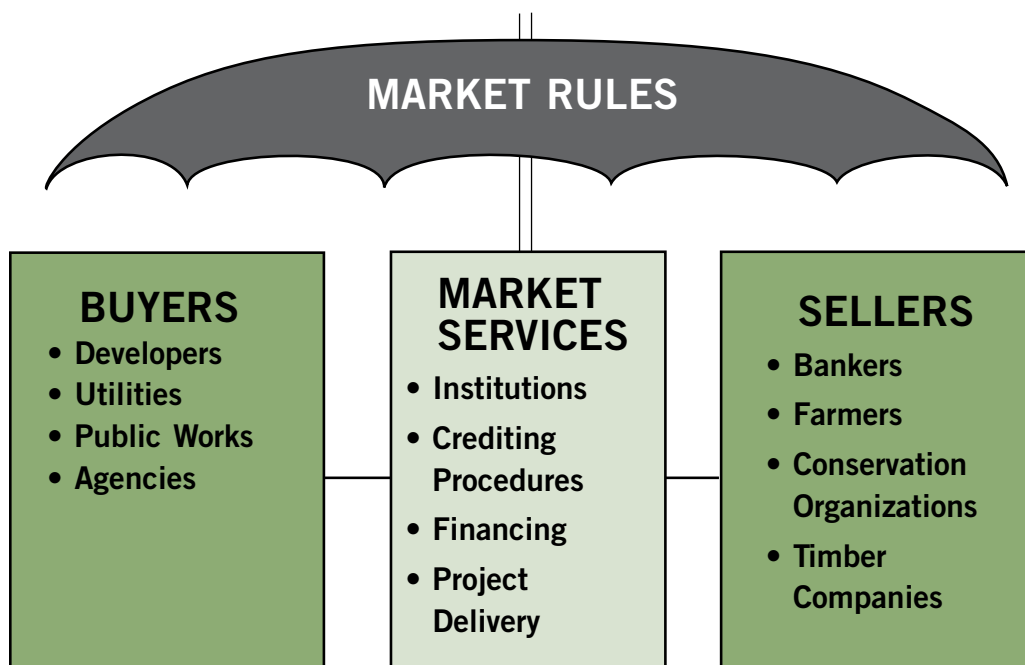 MARKET RULES
BUYERS
• Developers
• Utilities
• Public Works
• Agencies
MARKET
SERVICES
• Institutions
• Crediting
Procedures
• Financing
• Project
Delivery
SELLERS
• Bankers
• Farmers
• Conservation
Organizations
• Timber
Companies